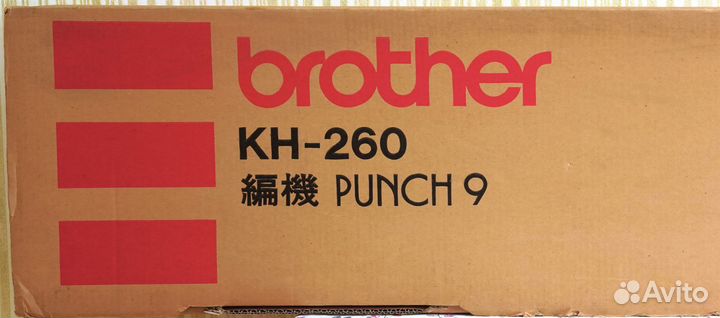 brother
KH-260
編機 PUNCH 9
Avito